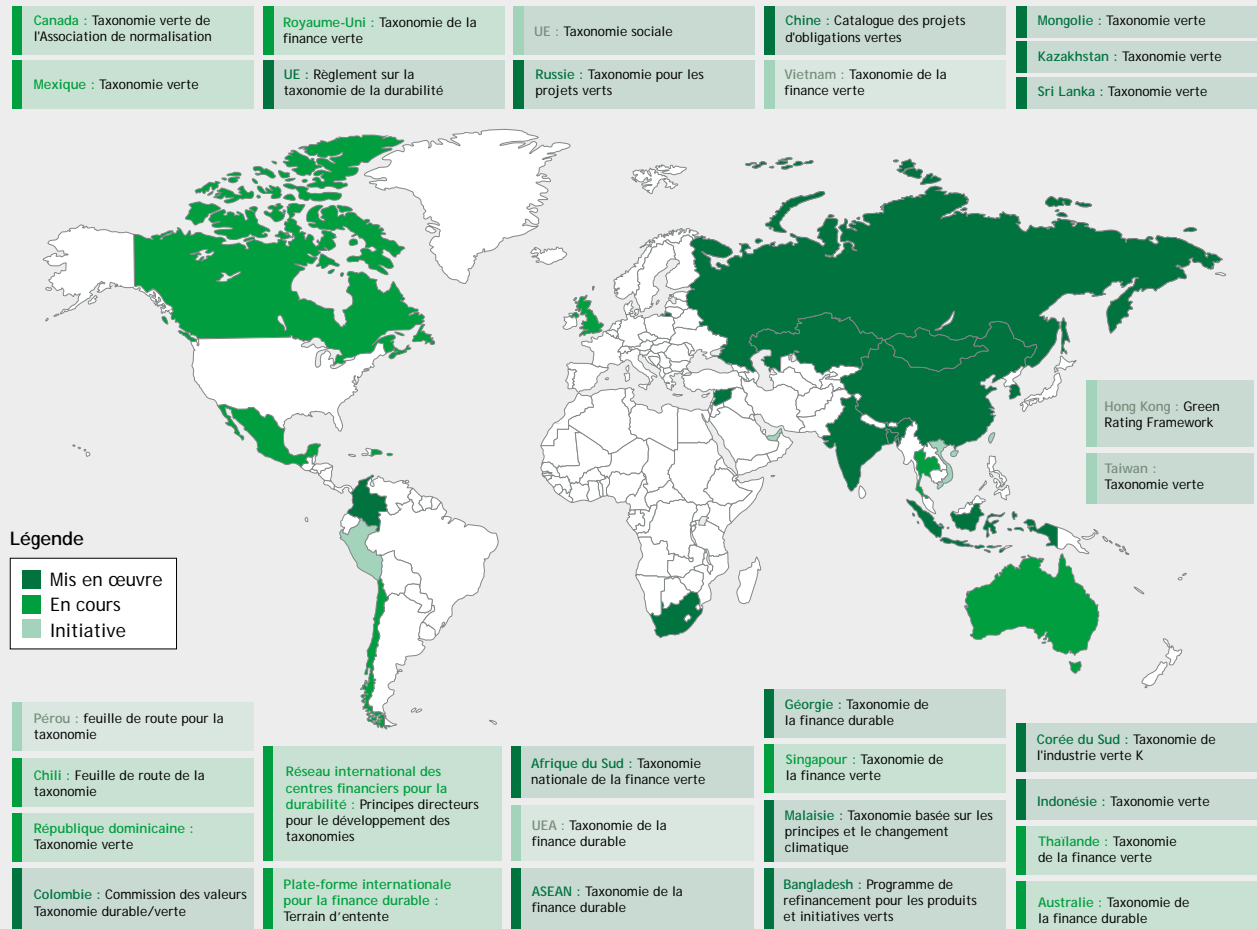 Canada : Taxonomie verte de
l'Association de normalisation
Mexique : Taxonomie verte
Royaume-Uni : Taxonomie de la
finance verte
UE : Règlement sur la
taxonomie de la durabilité
UE : Taxonomie sociale
Russie : Taxonomie pour les
projets verts
Chine : Catalogue des projets
d'obligations vertes
Vietnam : Taxonomie de la
finance verte
Mongolie : Taxonomie verte
Kazakhstan : Taxonomie verte
Sri Lanka : Taxonomie verte
Hong Kong : Green
Rating Framework
Taiwan :
Taxonomie verte
Légende
Mis en œuvre
En cours
Initiative
Pérou : feuille de route pour la
taxonomie
Chili : Feuille de route de la
taxonomie
République dominicaine :
Taxonomie verte
Colombie : Commission des valeurs
Taxonomie durable/verte
Réseau international des
centres financiers pour la
durabilité : Principes directeurs
pour le développement des
taxonomies
Plate-forme internationale
pour la finance durable :
Terrain d'entente
Afrique du Sud : Taxonomie
nationale de la finance verte
UEA : Taxonomie de la
finance durable
ASEAN : Taxonomie de la
finance durable
Géorgie : Taxonomie de
la finance durable
Singapour : Taxonomie de
la finance verte
Malaisie : Taxonomie basée sur les
principes et le changement
climatique
Bangladesh : Programme de
refinancement pour les produits
et initiatives verts
Corée du Sud : Taxonomie de
l'industrie verte K
Indonésie : Taxonomie verte
Thaïlande : Taxonomie
de la finance verte
Australie : Taxonomie de
la finance durable